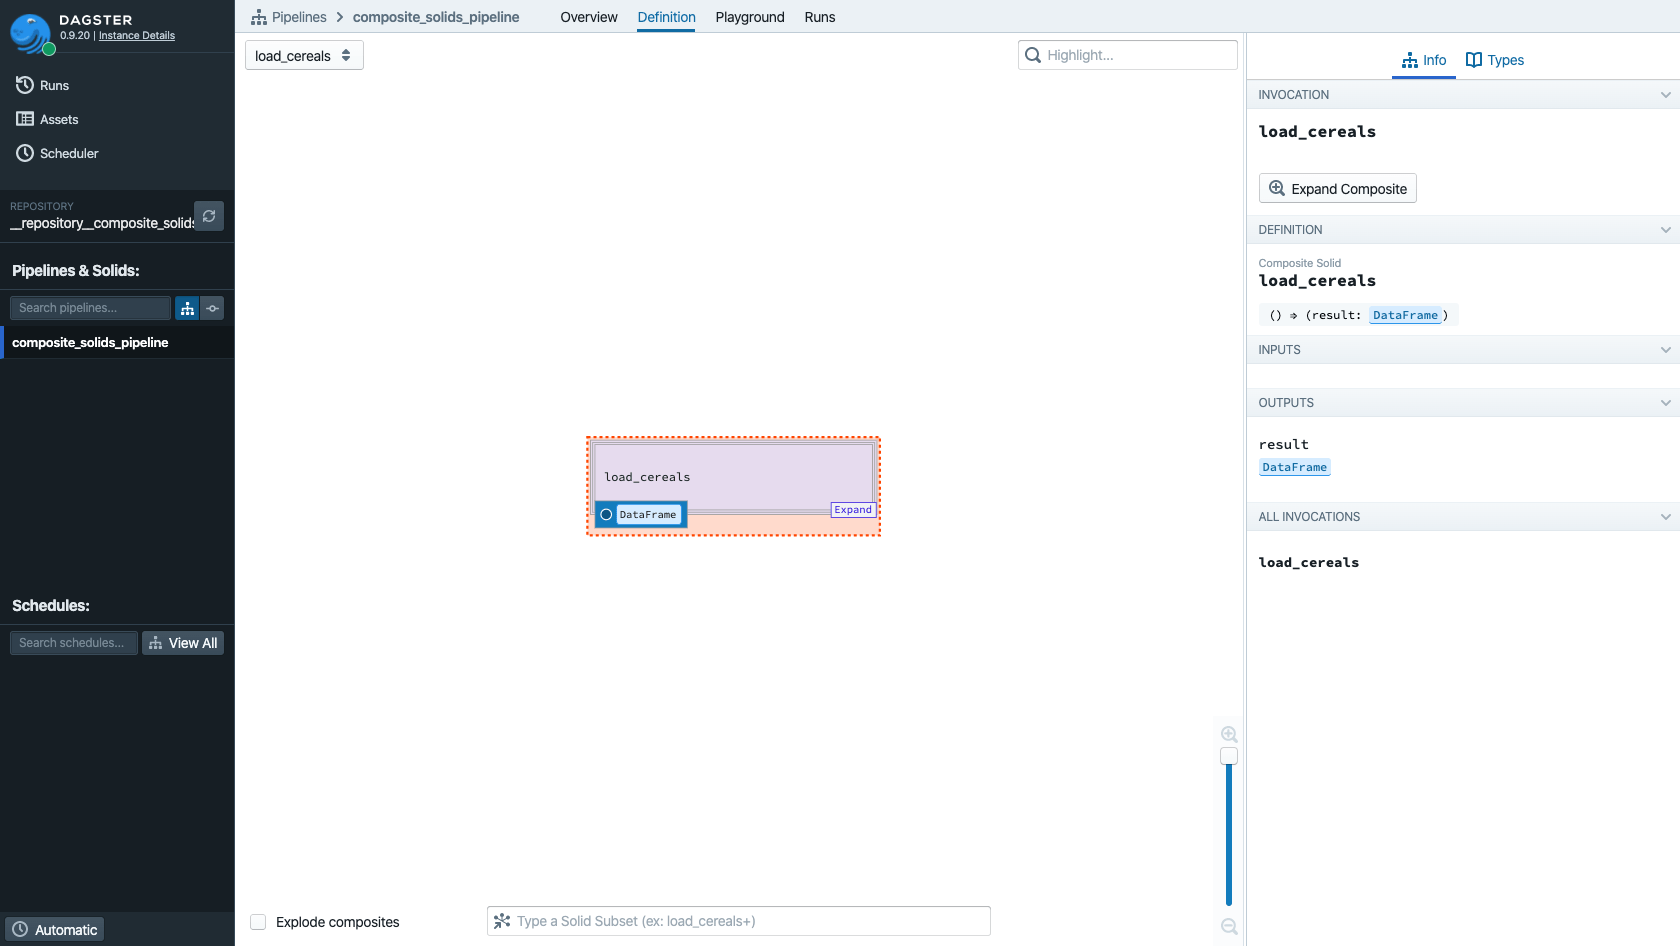 DAGSTER
0.9.20 | Instance Details
Runs
Assets
Scheduler
REPOSITORY
__repository__composite_solids
Pipelines & Solids:
Search pipelines...
composite_solids_pipeline
Schedules:
Search schedules...
View All
Automatic
Pipelines > composite_solids_pipeline
Overview
Definition
Playground
Runs
load_cereals
Highlight...
load_cereals
DataFrame
Expand
Explode composites
Type a Solid Subset (ex: load_cereals+)
Info
Types
INVOCATION
load_cereals
Expand Composite
DEFINITION
Composite Solid
load_cereals
() ⇒ (result: DataFrame)
INPUTS
OUTPUTS
result
DataFrame
ALL INVOCATIONS
load_cereals